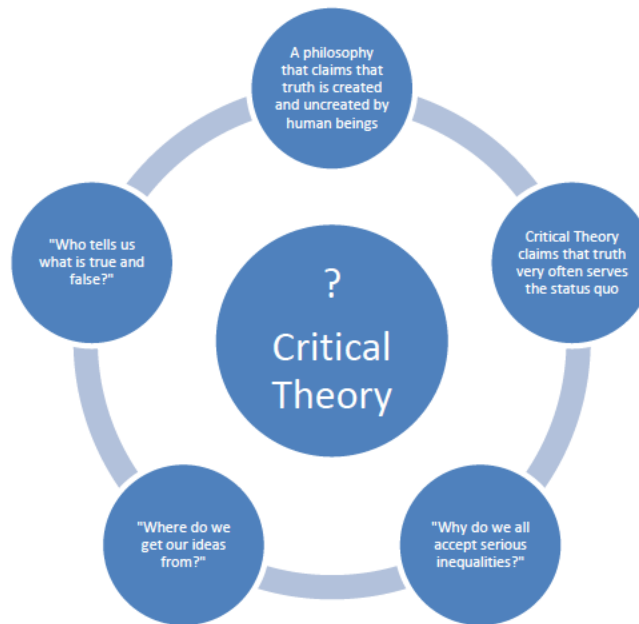 A philosophy
that claims that
truth is created
and uncreated by
human beings
Critical Theory
claims that truth
very often serves
the status quo
"Why do we all
accept serious
inequalities?"
"Where do we
get our ideas
from?"
"Who tells us
what is true and
false?"
?
Critical
Theory